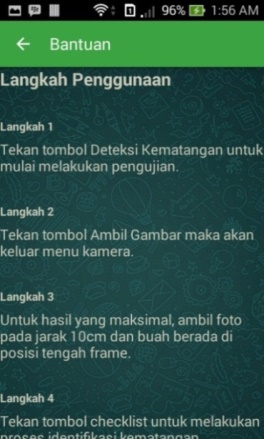 96% 1:56 AM
Bantuan
Langkah Penggunaan
Langkah 1
Tekan tombol Deteksi Kematangan untuk
mulai melakukan pengujian.
Langkah 2
Tekan tombol Ambil Gambar maka akan
keluar menu kamera.
Langkah 3
Untuk hasil yang maksimal, ambil foto
pada jarak 10cm dan buah berada di
posisi tengah frame.
Langkah 4
Tekan tombol checklist untuk melakukan
proses identifikasi kematangan